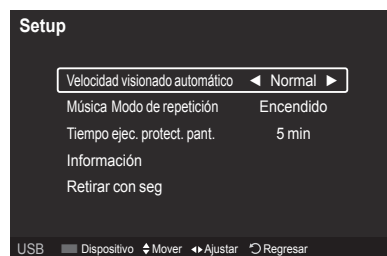 Setup
Velocidad visionado automático ◄ Normal ►
Música Modo de repetición Encendido
Tiempo ejec. protect. pant. 5 min
Información
Retirar con seg
USB Dispositivo Mover Ajustar Regresar